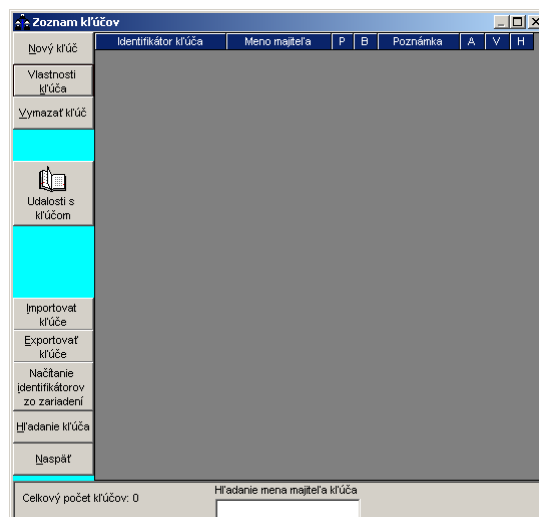 Zoznam kľúčov
Nový kľúč
Identifikátor kľúča Meno majiteľa P B Poznámka A V H
Vlastnosti
kľúča
Vymazať kľúč
Udalosti s
kľúčom
Importovat
kľúče
Exportovať
kľúče
Načítanie
identifikátorov
zo zariadení
Hľadanie kľúča
Naspäť
Celkový počet kľúčov: 0
Hľadanie mena majiteľa kľúča